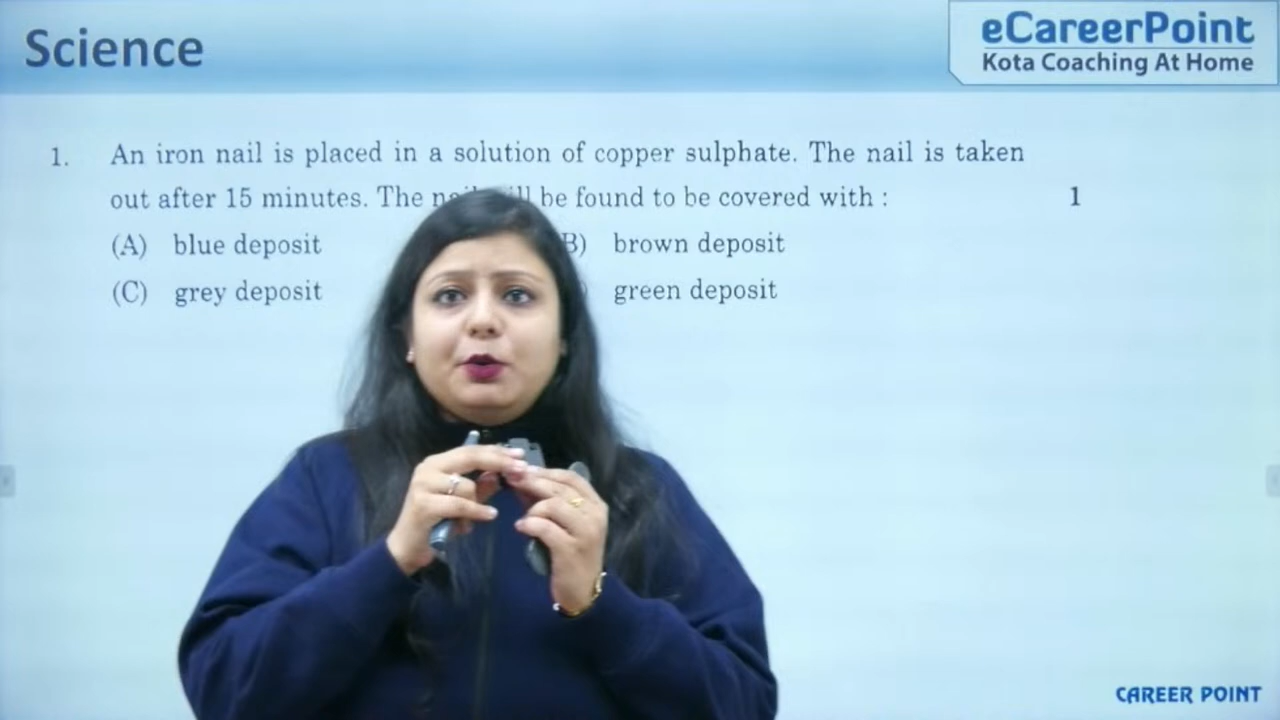 Science
eCareerPoint
Kota Coaching At Home
1. An iron nail is placed in a solution of copper sulphate. The nail is taken
out after 15 minutes. The be found to be covered with : 1
(A) blue deposit B) brown deposit
(C) grey deposit ) green deposit
CAREER POINT